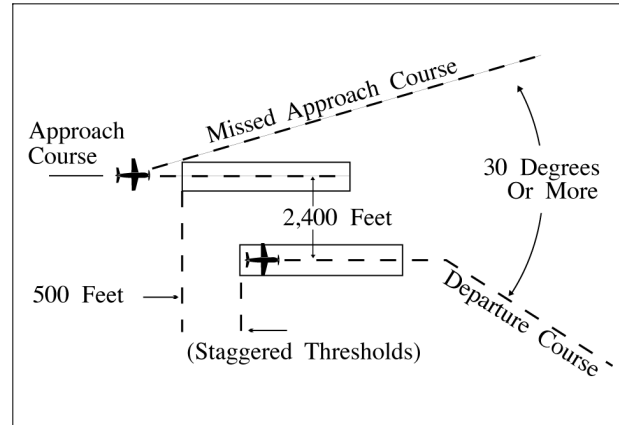 Missed Approach Course
Approach
Course
30 Degrees
Or More
2,400 Feet
500 Feet
Departure Course
(Staggered Thresholds)